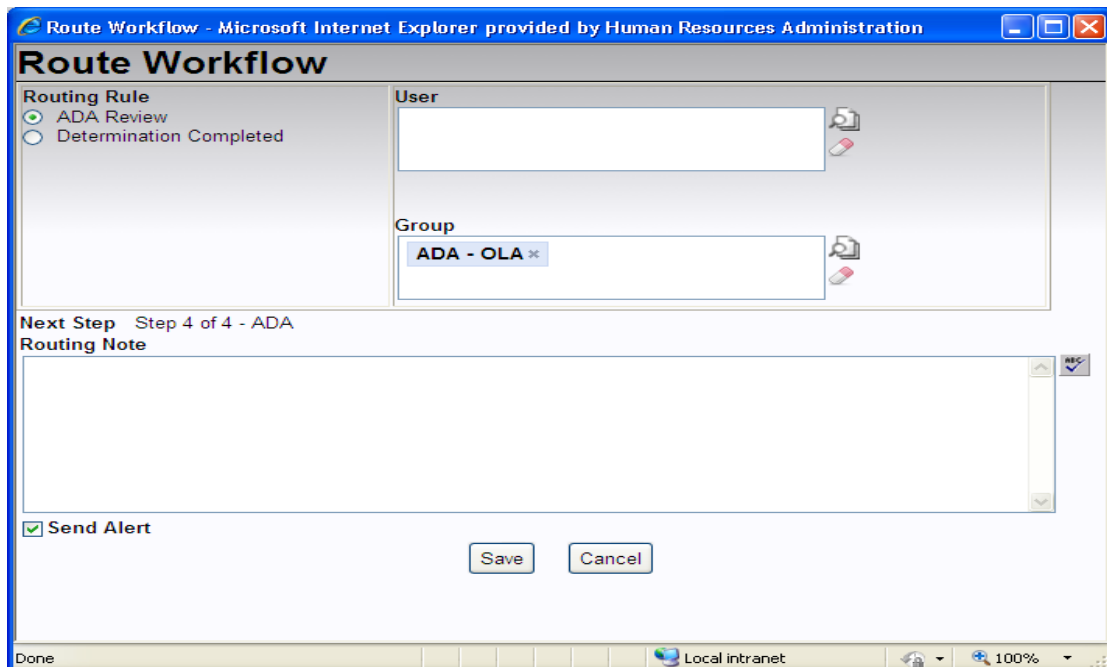 Route Workflow - Microsoft Internet Explorer provided by Human Resources Administration
Route Workflow
Routing Rule
ADA Review
Determination Completed
User
Group
ADA - OLA ×
Next Step Step 4 of 4 - ADA
Routing Note
ABC
Send Alert
Save Cancel
Done Local intranet 100%